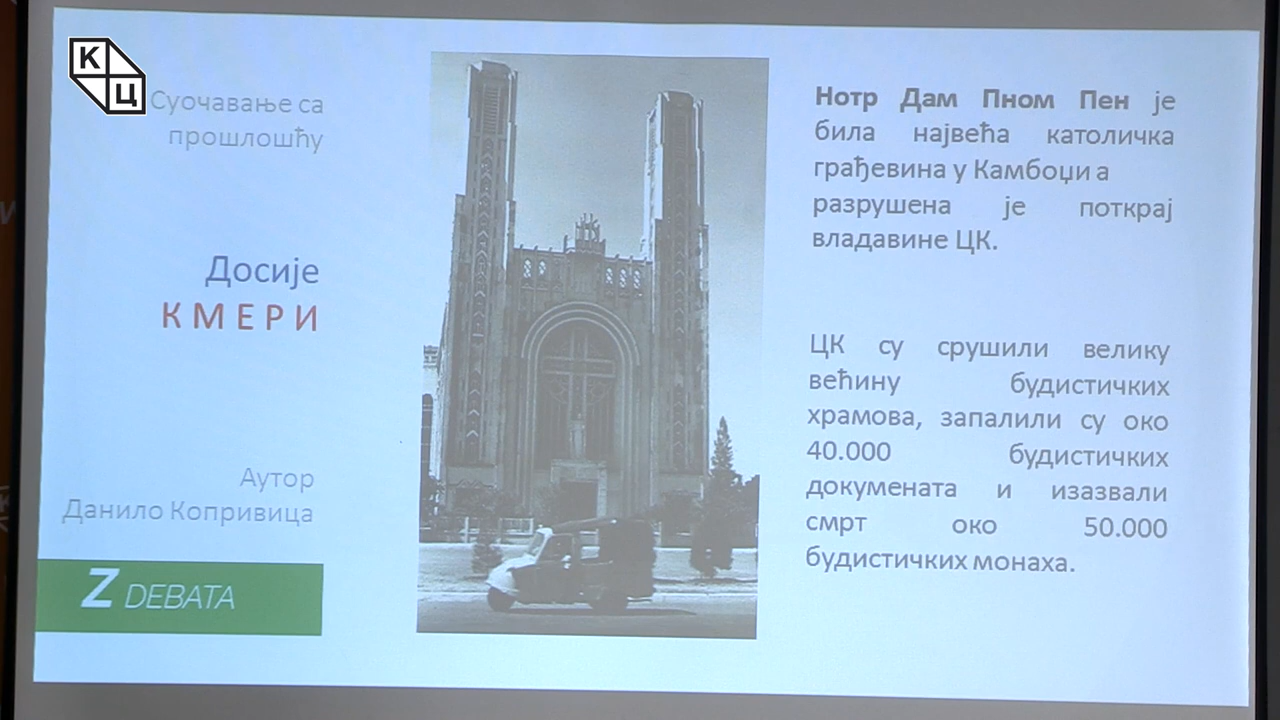 К
Ц
Суочавање са
прошлошћу
Досије
КМЕРИ
Аутор
Данило Копривица
Z DEBATA
Нотр Дам Пном Пен је
била највећа католичка
грађевина у Камбоџи а
разрушена је поткрај
владавине ЦК.
ЦК су срушили велику
већину будистичких
храмова, запалили су око
40.000 будистичких
докумената и изазвали
смрт око 50.000
будистичких монаха.